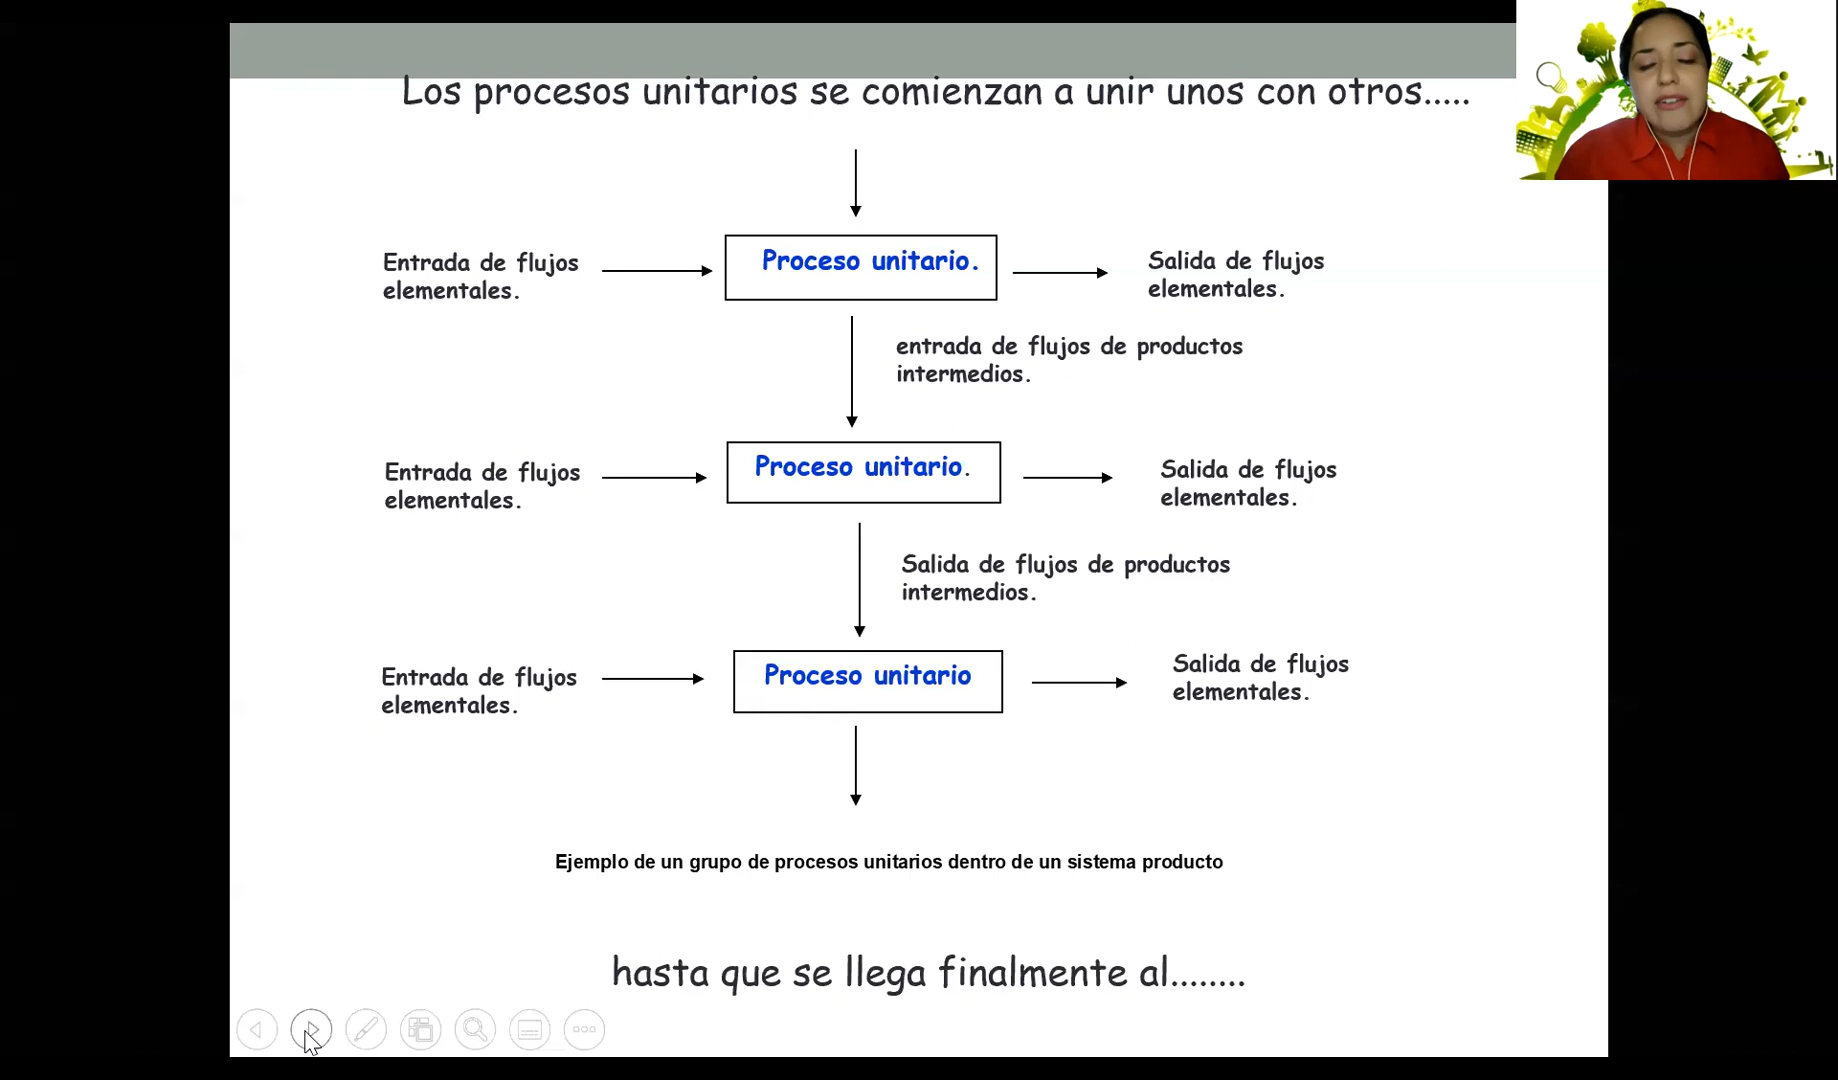 Los procesos unitarios se comienzan a unir unos con otros.....
Entrada de flujos
elementales.
Proceso unitario.
Salida de flujos
elementales.
entrada de flujos de productos
intermedios.
Entrada de flujos
elementales.
Proceso unitario.
Salida de flujos
elementales.
Salida de flujos de productos
intermedios.
Entrada de flujos
elementales.
Proceso unitario
Salida de flujos
elementales.
Ejemplo de un grupo de procesos unitarios dentro de un sistema producto
hasta que se llega finalmente al........